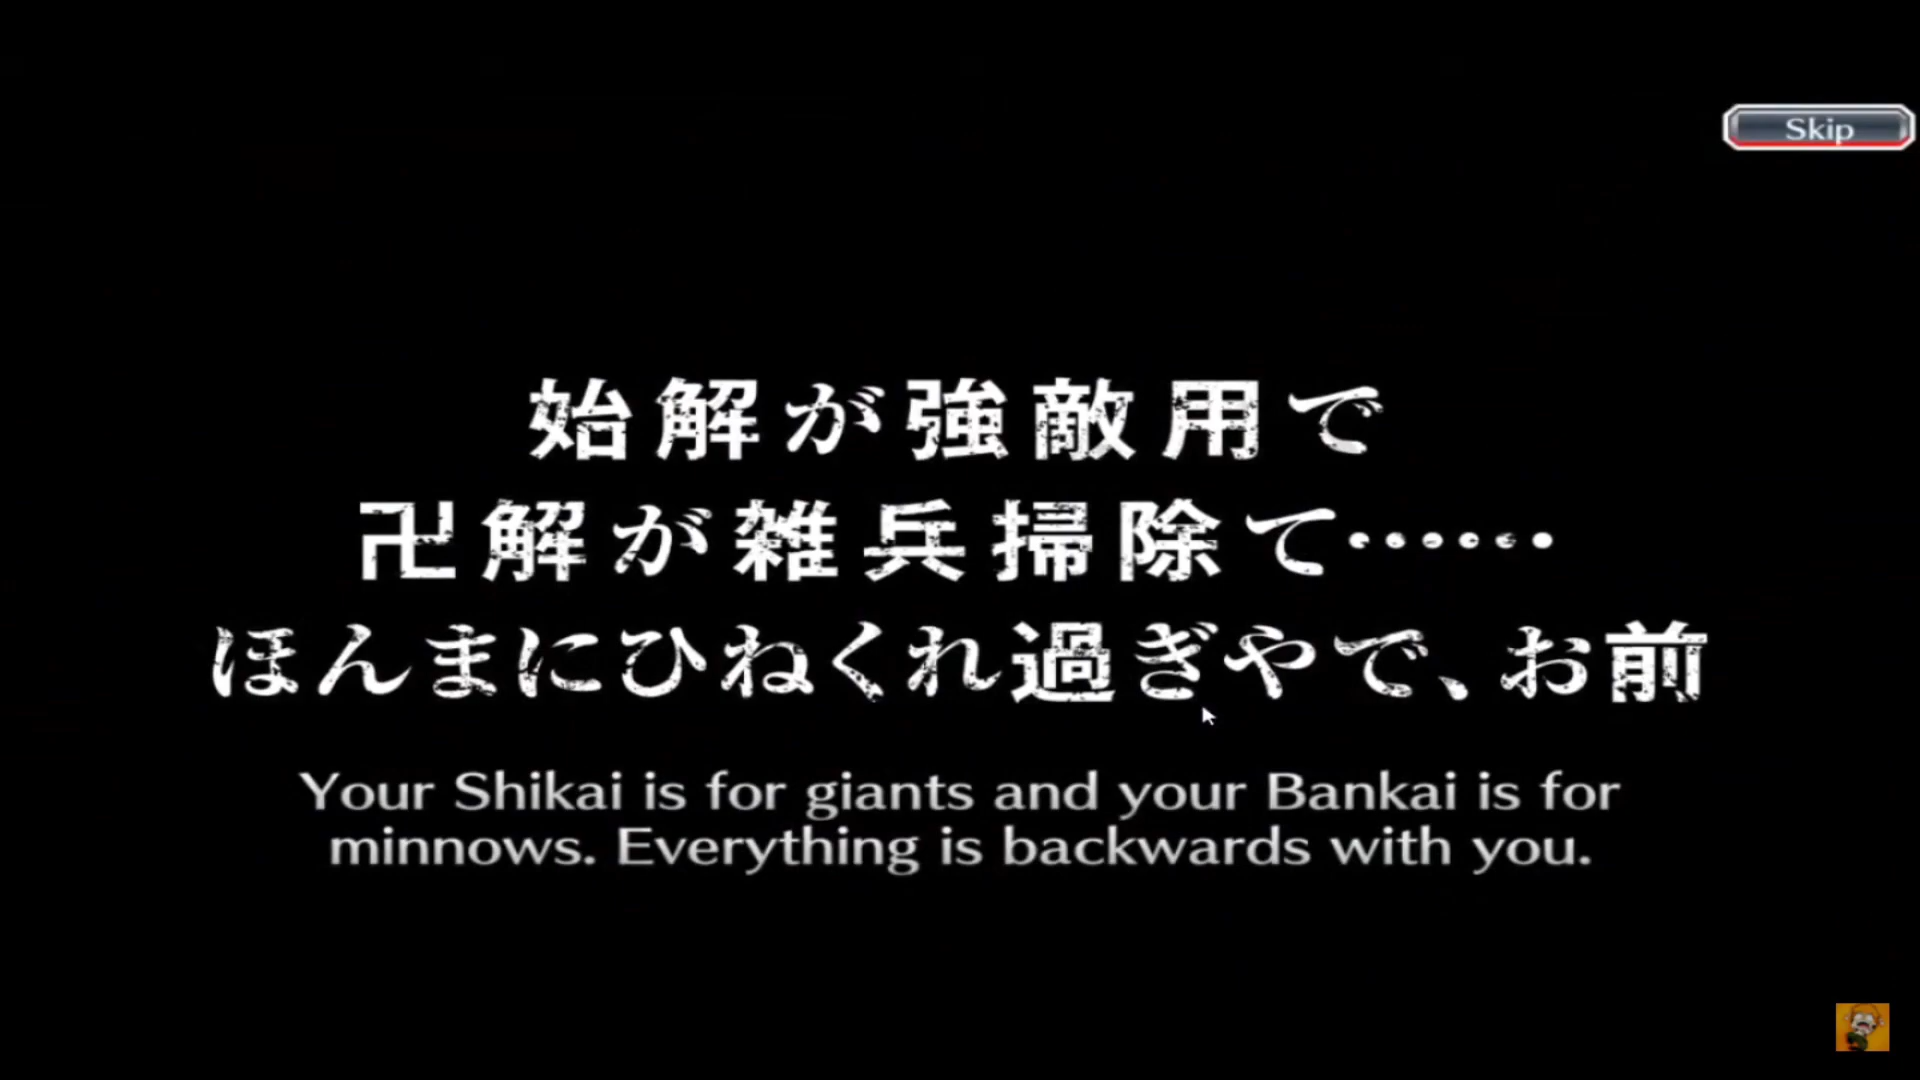 Skip
始解が強敵用で
卍解が雑兵掃除て……
ほんまにひねくれ過ぎやで、お前
Your Shikai is for giants and your Bankai is for
minnows. Everything is backwards with you.